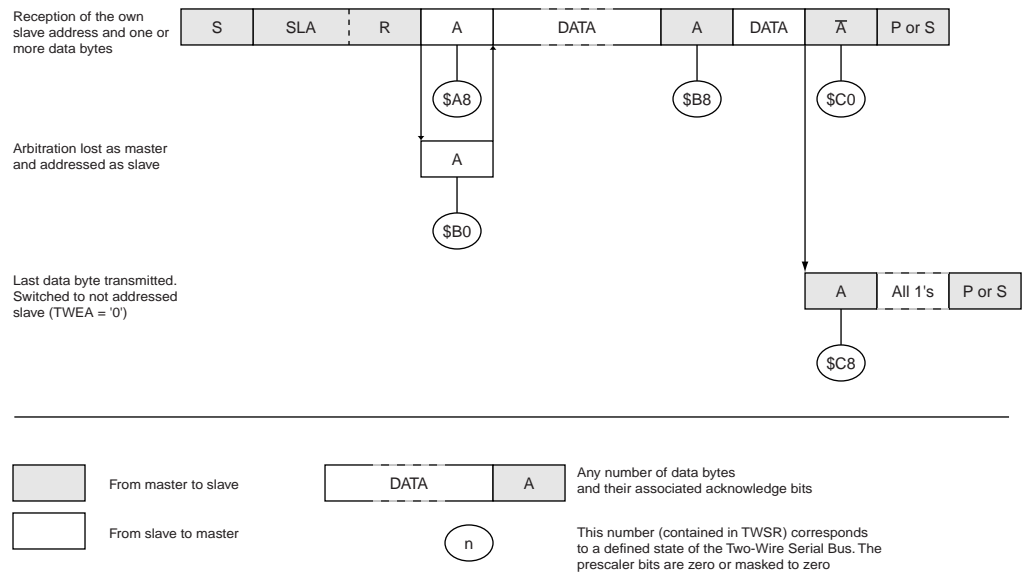 Reception of the own
slave address and one or
more data bytes
S SLA R A DATA A DATA A̅ P or S
$A8 $B8 $C0
Arbitration lost as master
and addressed as slave
A
$B0
Last data byte transmitted.
Switched to not addressed
slave (TWEA = '0')
A All 1's P or S
$C8
From master to slave
DATA A
Any number of data bytes
and their associated acknowledge bits
From slave to master
n
This number (contained in TWSR) corresponds
to a defined state of the Two-Wire Serial Bus. The
prescaler bits are zero or masked to zero